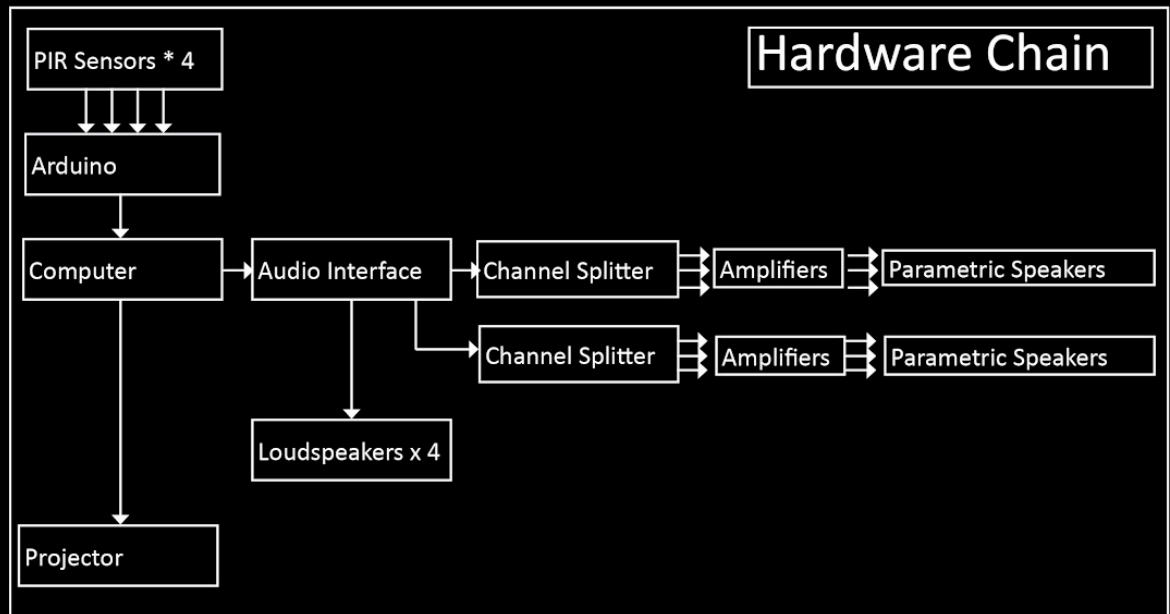 Hardware Chain
PIR Sensors * 4
Arduino
Computer
Audio Interface
Channel Splitter
Amplifiers
Parametric Speakers
Channel Splitter
Amplifiers
Parametric Speakers
Loudspeakers x 4
Projector